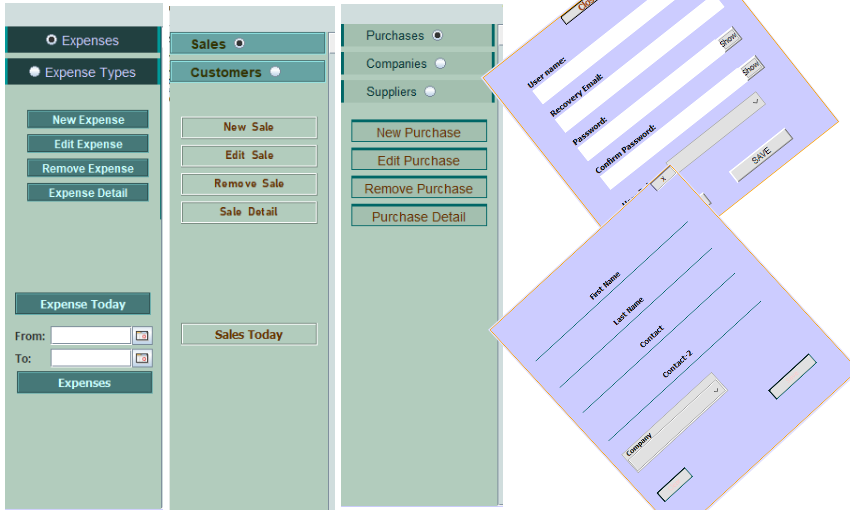 Expenses
Expense Types
New Expense
Edit Expense
Remove Expense
Expense Detail
Expense Today
From:
To:
Expenses
Sales
Customers
New Sale
Edit Sale
Remove Sale
Sale Detail
Sales Today
Purchases
Companies
Suppliers
New Purchase
Edit Purchase
Remove Purchase
Purchase Detail
User name:
Recovery Email:
Show
Password:
Show
Confirm Password:
SAVE
x
First Name
Last Name
Contact
Contact-2
Company